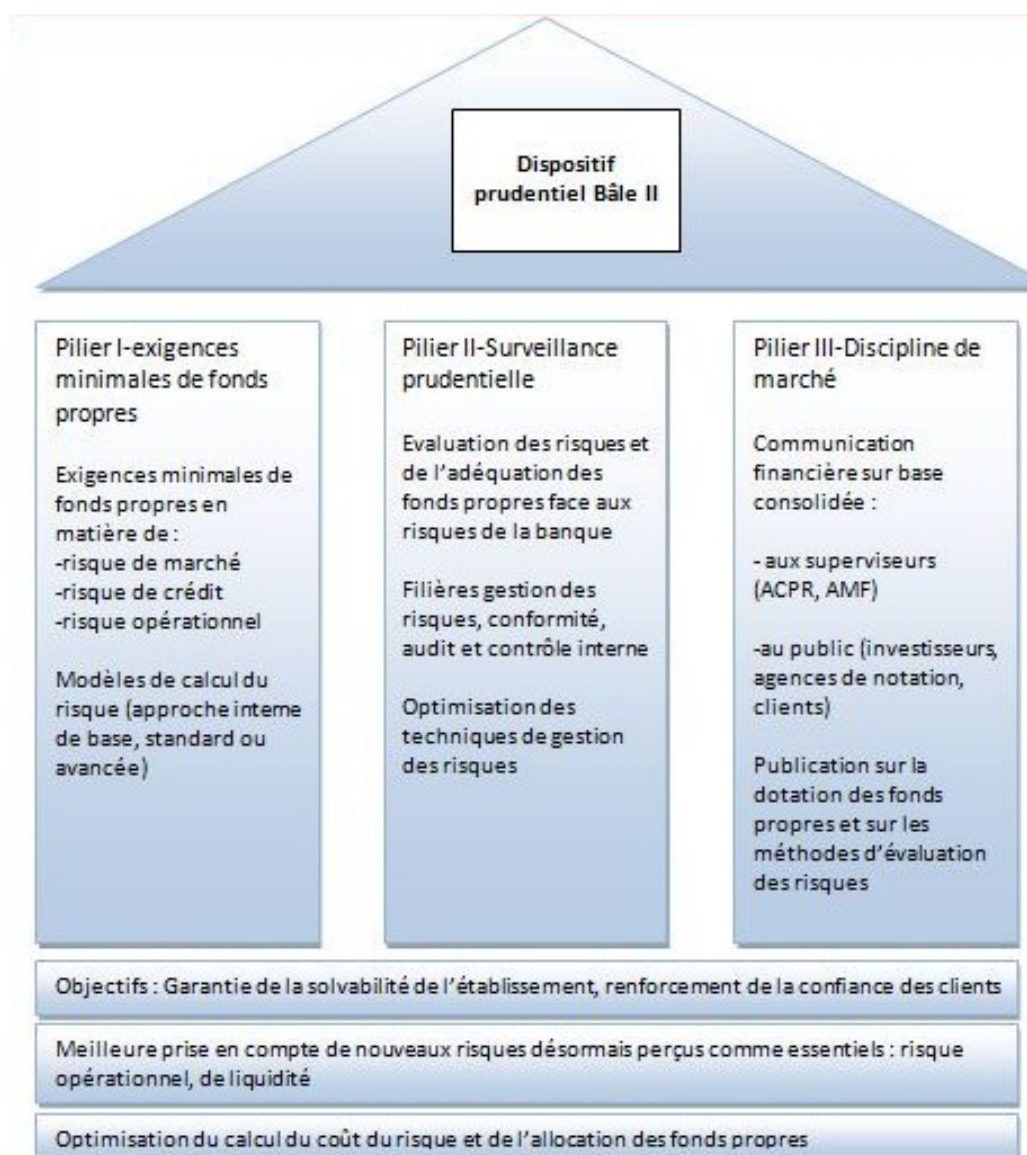 Dispositif
prudentiel Bâle II
Pilier I-exigences
minimales de fonds
propres
Exigences minimales de
fonds propres en
matière de :
-risque de marché
-risque de crédit
-risque opérationnel
Modèles de calcul du
risque (approche interne
de base, standard ou
avancée)
Pilier II-Surveillance
prudentielle
Evaluation des risques et
de l'adéquation des
fonds propres face aux
risques de la banque
Filières gestion des
risques, conformité,
audit et contrôle interne
Optimisation des
techniques de gestion
des risques
Pilier III-Discipline de
marché
Communication
financière sur base
consolidée :
- aux superviseurs
(ACPR, AMF)
-au public (investisseurs,
agences de notation,
clients)
Publication sur la
dotation des fonds
propres et sur les
méthodes d'évaluation
des risques
Objectifs : Garantie de la solvabilité de l'établissement, renforcement de la confiance des clients
Meilleure prise en compte de nouveaux risques désormais perçus comme essentiels : risque
opérationnel, de liquidité
Optimisation du calcul du coût du risque et de l'allocation des fonds propres